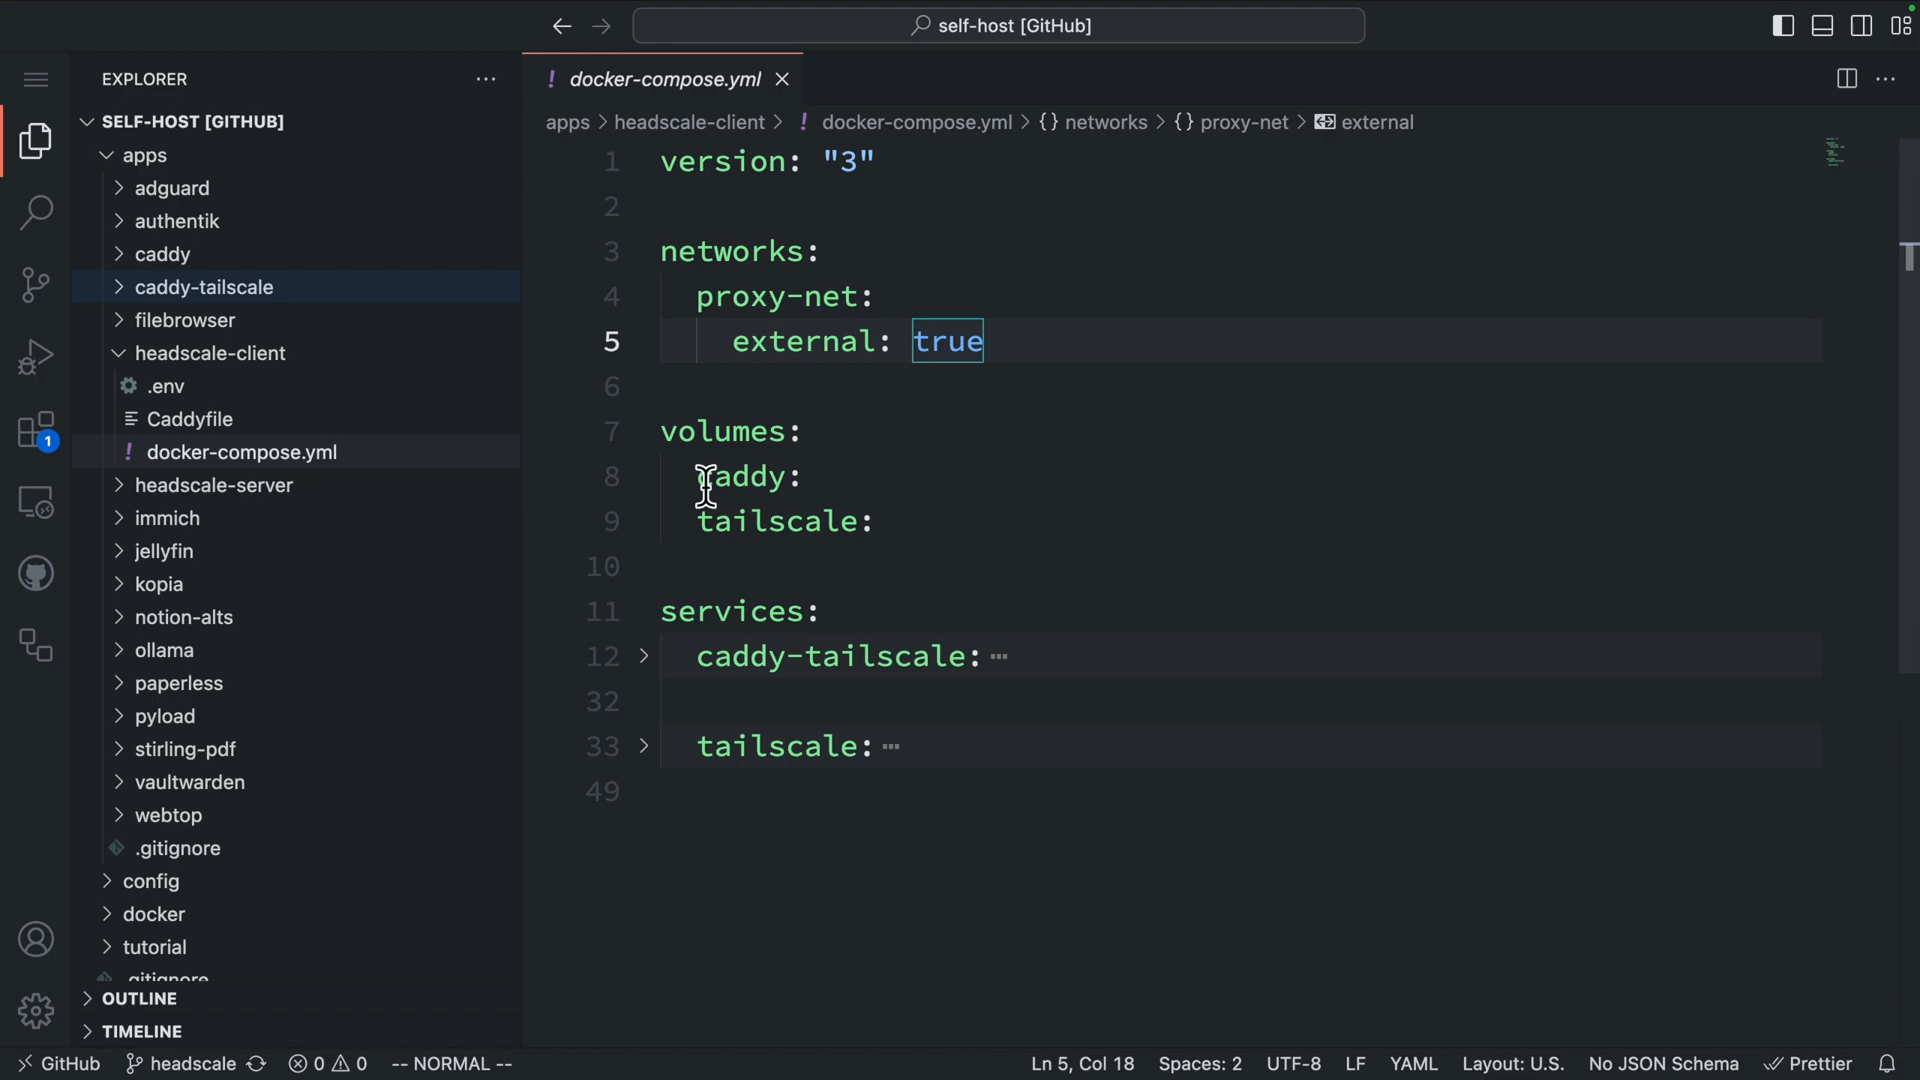 self-host [GitHub]
EXPLORER
SELF-HOST [GITHUB]
apps
adguard
authentik
caddy
caddy-tailscale
filebrowser
headscale-client
.env
Caddyfile
! docker-compose.yml
headscale-server
immich
jellyfin
kopia
notion-alts
ollama
paperless
pyload
stirling-pdf
vaultwarden
webtop
.gitignore
config
docker
tutorial
.gitignore
OUTLINE
TIMELINE
1
! docker-compose.yml
apps > headscale-client > ! docker-compose.yml > {} networks > {} proxy-net > external
1 version: "3"
2
3 networks:
4 proxy-net:
5 external: true
6
7 volumes:
8 caddy:
9 tailscale:
10
11 services:
12 caddy-tailscale: ···
32
33 tailscale: ···
49
GitHub headscale 0 0 -- NORMAL -- Ln 5, Col 18 Spaces: 2 UTF-8 LF YAML Layout: U.S. No JSON Schema Prettier